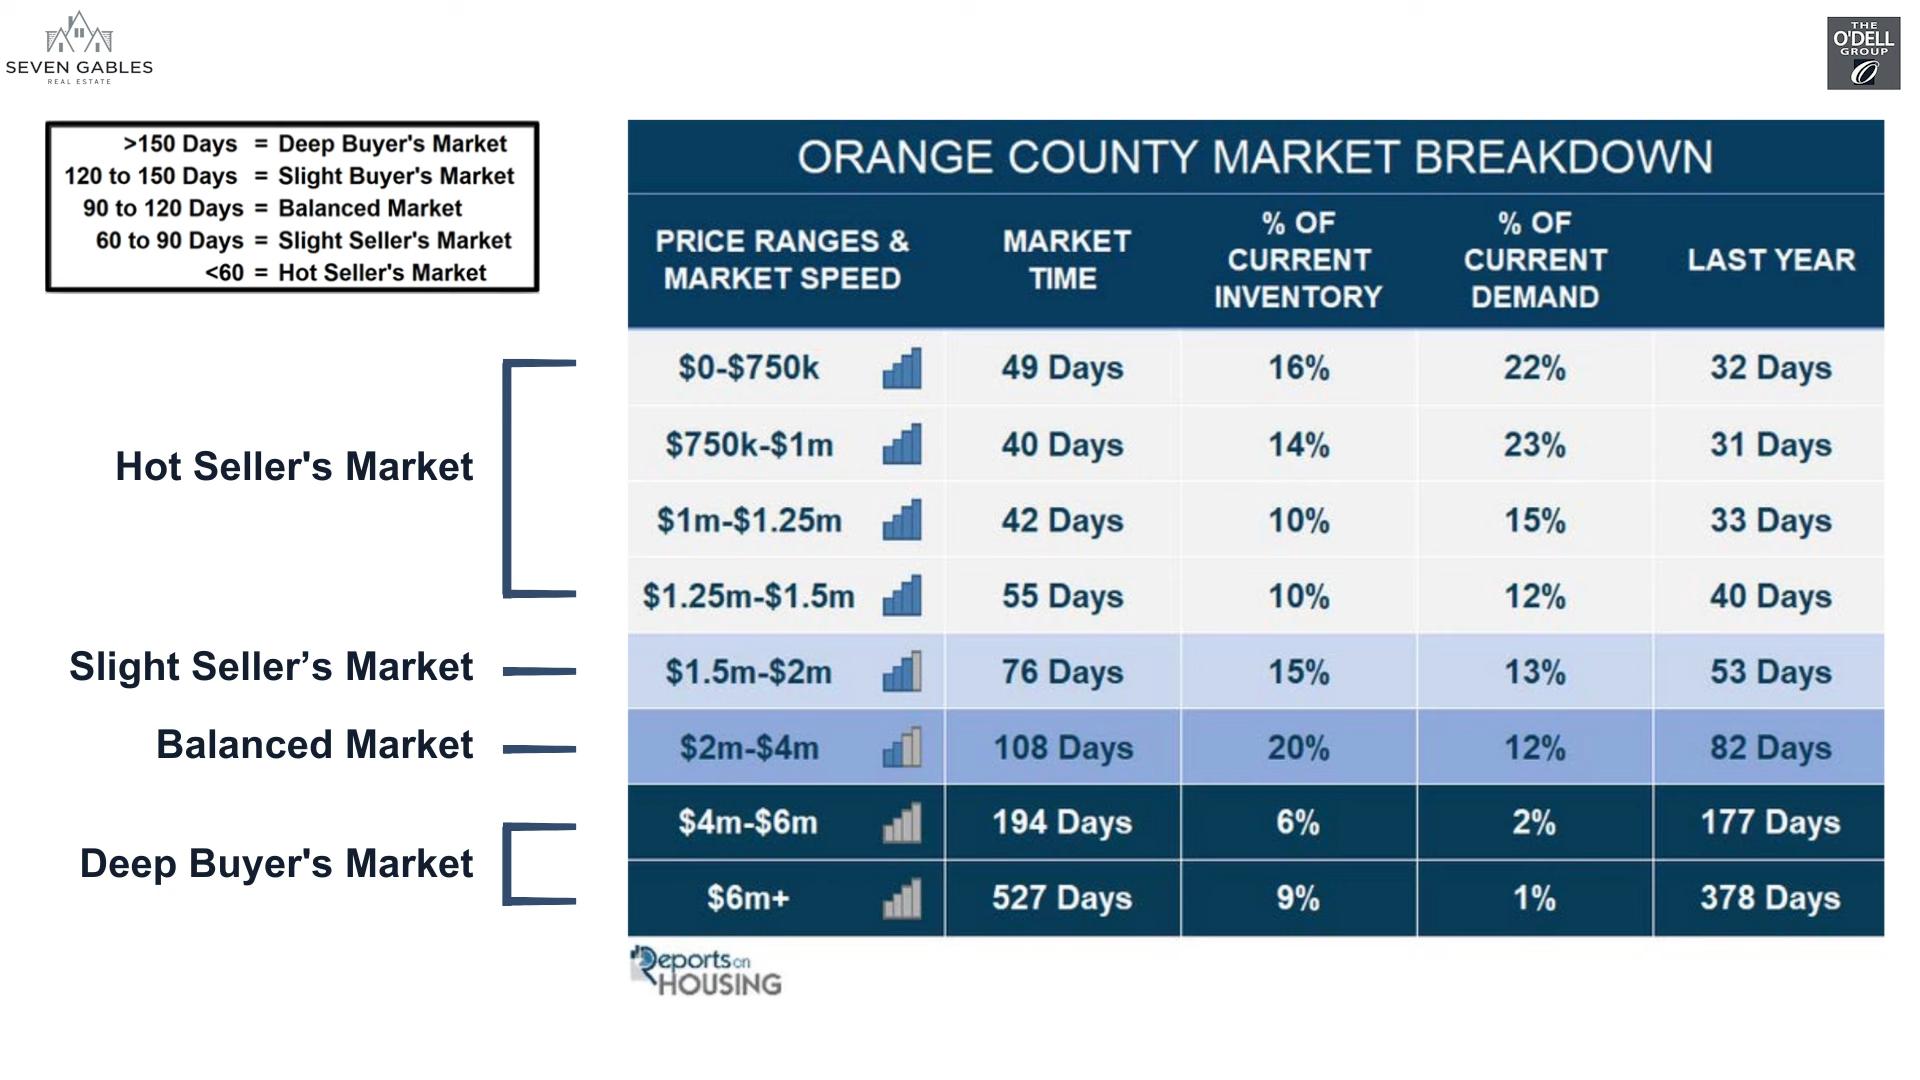 SEVEN GABLES
REAL ESTATE
THE
O'DELL
GROUP
>150 Days = Deep Buyer's Market
120 to 150 Days = Slight Buyer's Market
90 to 120 Days = Balanced Market
60 to 90 Days = Slight Seller's Market
<60 = Hot Seller's Market
Hot Seller's Market
Slight Seller’s Market
Balanced Market
Deep Buyer's Market
ORANGE COUNTY MARKET BREAKDOWN
PRICE RANGES &
MARKET SPEED
MARKET
TIME
% OF
CURRENT
INVENTORY
% OF
CURRENT
DEMAND
LAST YEAR
$0-$750k 49 Days 16% 22% 32 Days
$750k-$1m 40 Days 14% 23% 31 Days
$1m-$1.25m 42 Days 10% 15% 33 Days
$1.25m-$1.5m 55 Days 10% 12% 40 Days
$1.5m-$2m 76 Days 15% 13% 53 Days
$2m-$4m 108 Days 20% 12% 82 Days
$4m-$6m 194 Days 6% 2% 177 Days
$6m+ 527 Days 9% 1% 378 Days
Reports on
HOUSING